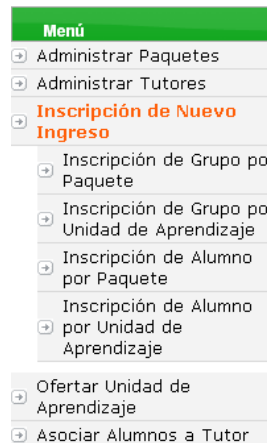 Menú
Administrar Paquetes
Administrar Tutores
Inscripción de Nuevo
Ingreso
Inscripción de Grupo po
Paquete
Inscripción de Grupo po
Unidad de Aprendizaje
Inscripción de Alumno
por Paquete
Inscripción de Alumno
por Unidad de
Aprendizaje
Ofertar Unidad de
Aprendizaje
Asociar Alumnos a Tutor